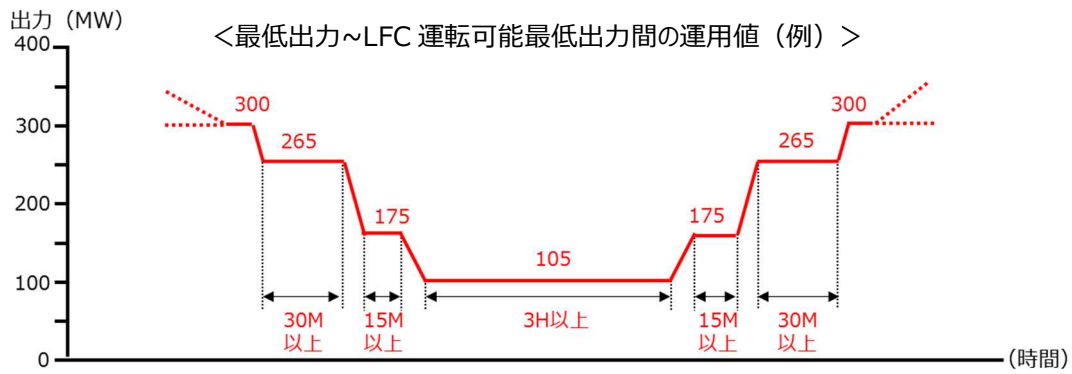 出力（MW）
＜最低出力~LFC 運転可能最低出力間の運用値（例）＞
400
300
200
100
0
300
265
175
105
175
265
300
30M
以上
15M
以上
3H以上
15M
以上
30M
以上
(時間)